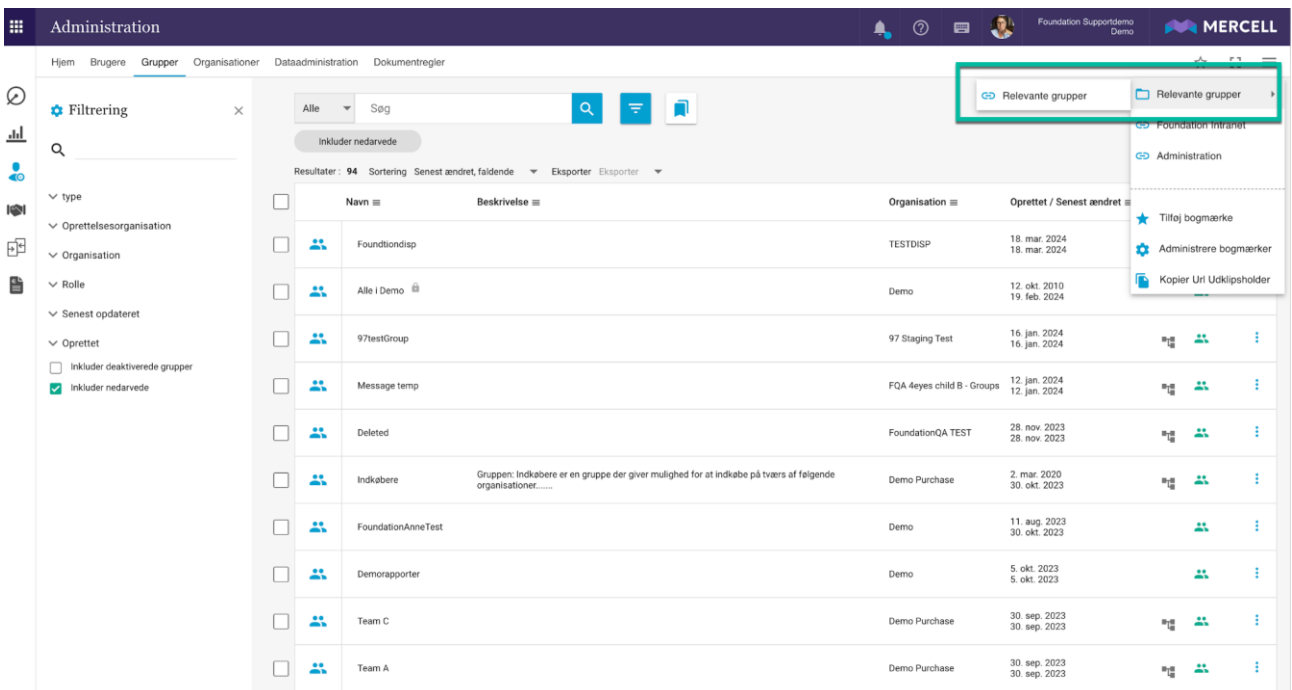 Administration
Foundation Supportdemo
Demo
MERCELL
Hjem Brugere Grupper Organisationer Dataadministration Dokumentregler
Filtrering
Alle Søg
Relevante grupper
Relevante grupper
Foundation Intranet
Administration
Tilføj bogmærke
Administrere bogmærker
Kopier Url Udklipsholder
Inkluder nedarvede
Resultater: 94 Sortering Senest ændret, faldende Eksporter Eksporter
type
Oprettelsesorganisation
Organisation
Rolle
Senest opdateret
Oprettet
Inkluder deaktiverede grupper
Inkluder nedarvede
Navn Beskrivelse Organisation Oprettet / Senest ændret
Foundtiondisp TESTDISP 18. mar. 2024
18. mar. 2024
Alle i Demo Demo 12. okt. 2010
19. feb. 2024
97testGroup 97 Staging Test 16. jan. 2024
16. jan. 2024
Message temp FQA 4eyes child B - Groups 12. jan. 2024
12. jan. 2024
Deleted FoundationQA TEST 28. nov. 2023
28. nov. 2023
Indkøbere Gruppen: Indkøbere er en gruppe der giver mulighed for at indkøbe på tværs af følgende
organisationer....... Demo Purchase 2. mar. 2020
30. okt. 2023
FoundationAnneTest Demo 11. aug. 2023
30. okt. 2023
Demorapporter Demo 5. okt. 2023
5. okt. 2023
Team C Demo Purchase 30. sep. 2023
30. sep. 2023
Team A Demo Purchase 30. sep. 2023
30. sep. 2023